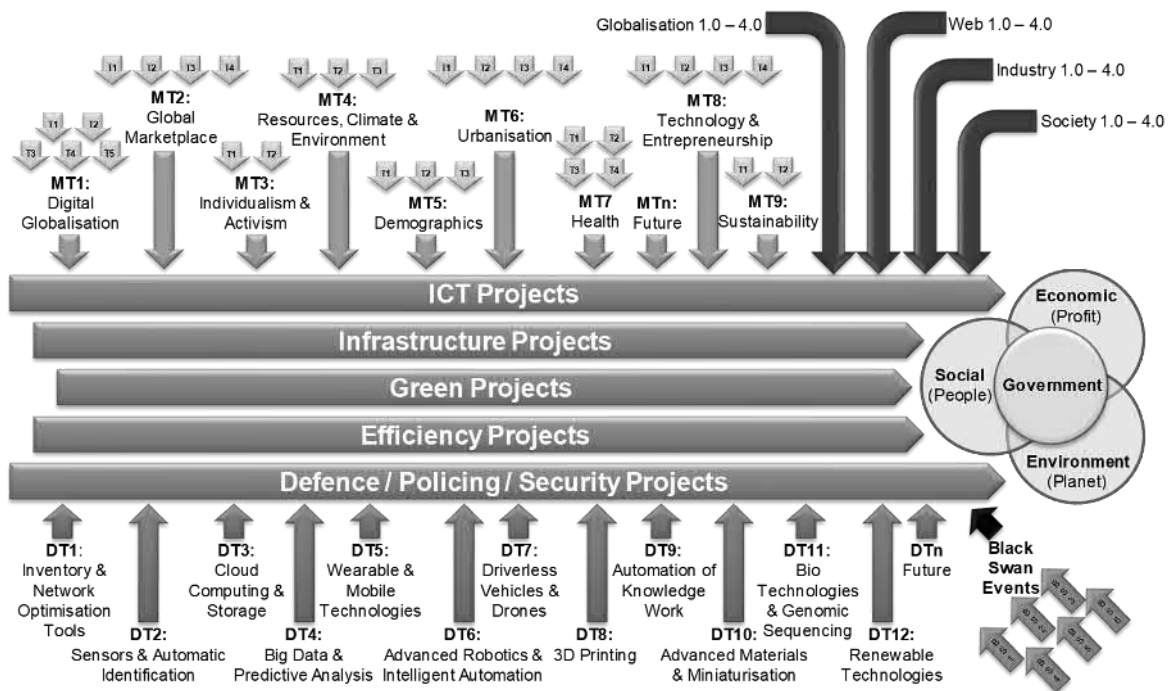 Globalisation 1.0 – 4.0
Web 1.0 – 4.0
Industry 1.0 – 4.0
Society 1.0 – 4.0
T1 T2 T3 T4
MT2:
Global
Marketplace
T1 T2 T3
MT4:
Resources, Climate &
Environment
T1 T2 T3 T4
MT6:
Urbanisation
T1 T2 T3 T4
MT8:
Technology &
Entrepreneurship
T1 T2
T3 T4 T5
MT1:
Digital
Globalisation
T1 T2
MT3:
Individualism &
Activism
T1 T2 T3
MT5:
Demographics
T1 T2
T3 T4
MT7
Health
MTn:
Future
T1 T2
MT9:
Sustainability
ICT Projects
Infrastructure Projects
Green Projects
Efficiency Projects
Defence / Policing / Security Projects
Economic
(Profit)
Social
(People)
Government
Environment
(Planet)
DT1:
Inventory &
Network
Optimisation
Tools
DT2:
Sensors & Automatic
Identification
DT3:
Cloud
Computing &
Storage
DT4:
Big Data &
Predictive Analysis
DT5:
Wearable &
Mobile
Technologies
DT6:
Advanced Robotics &
Intelligent Automation
DT7:
Driverless
Vehicles &
Drones
DT8:
3D Printing
DT9:
Automation of
Knowledge
Work
DT10:
Advanced Materials
& Miniaturisation
DT11:
Bio
Technologies
& Genomic
Sequencing
DT12:
Renewable
Technologies
DTn
Future
Black
Swan
Events